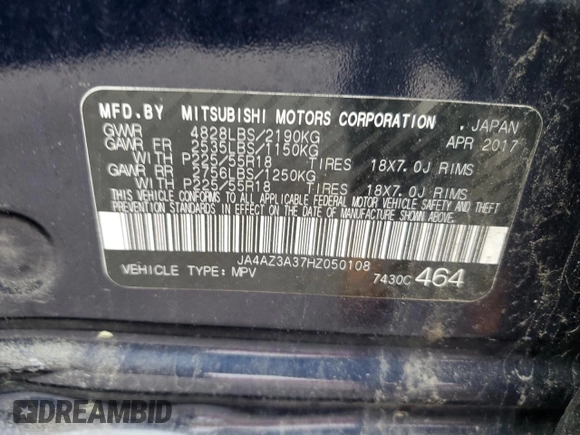 MFD.BY MITSUBISHI MOTORS CORPORATION , JAPAN
GVWR 4828LBS/2190KG APR 2017
GAWR FR 2535LBS/1150KG
WITH P225/55R18 TIRES 18X7.0J RIMS
GAWR RR 2756LBS/1250KG
WITH P225/55R18 TIRES 18X7.0J RIMS
THIS VEHICLE CONFORMS TO ALL APPLICABLE FEDERAL MOTOR VEHICLE SAFETY AND THEFT
PREVENTION STANDARDS IN EFFECT ON THE DATE OF MANUFACTURE SHOWN ABOVE.
JA4AZ3A37HZ050108
VEHICLE TYPE: MPV 7430C 464
DREAMBID